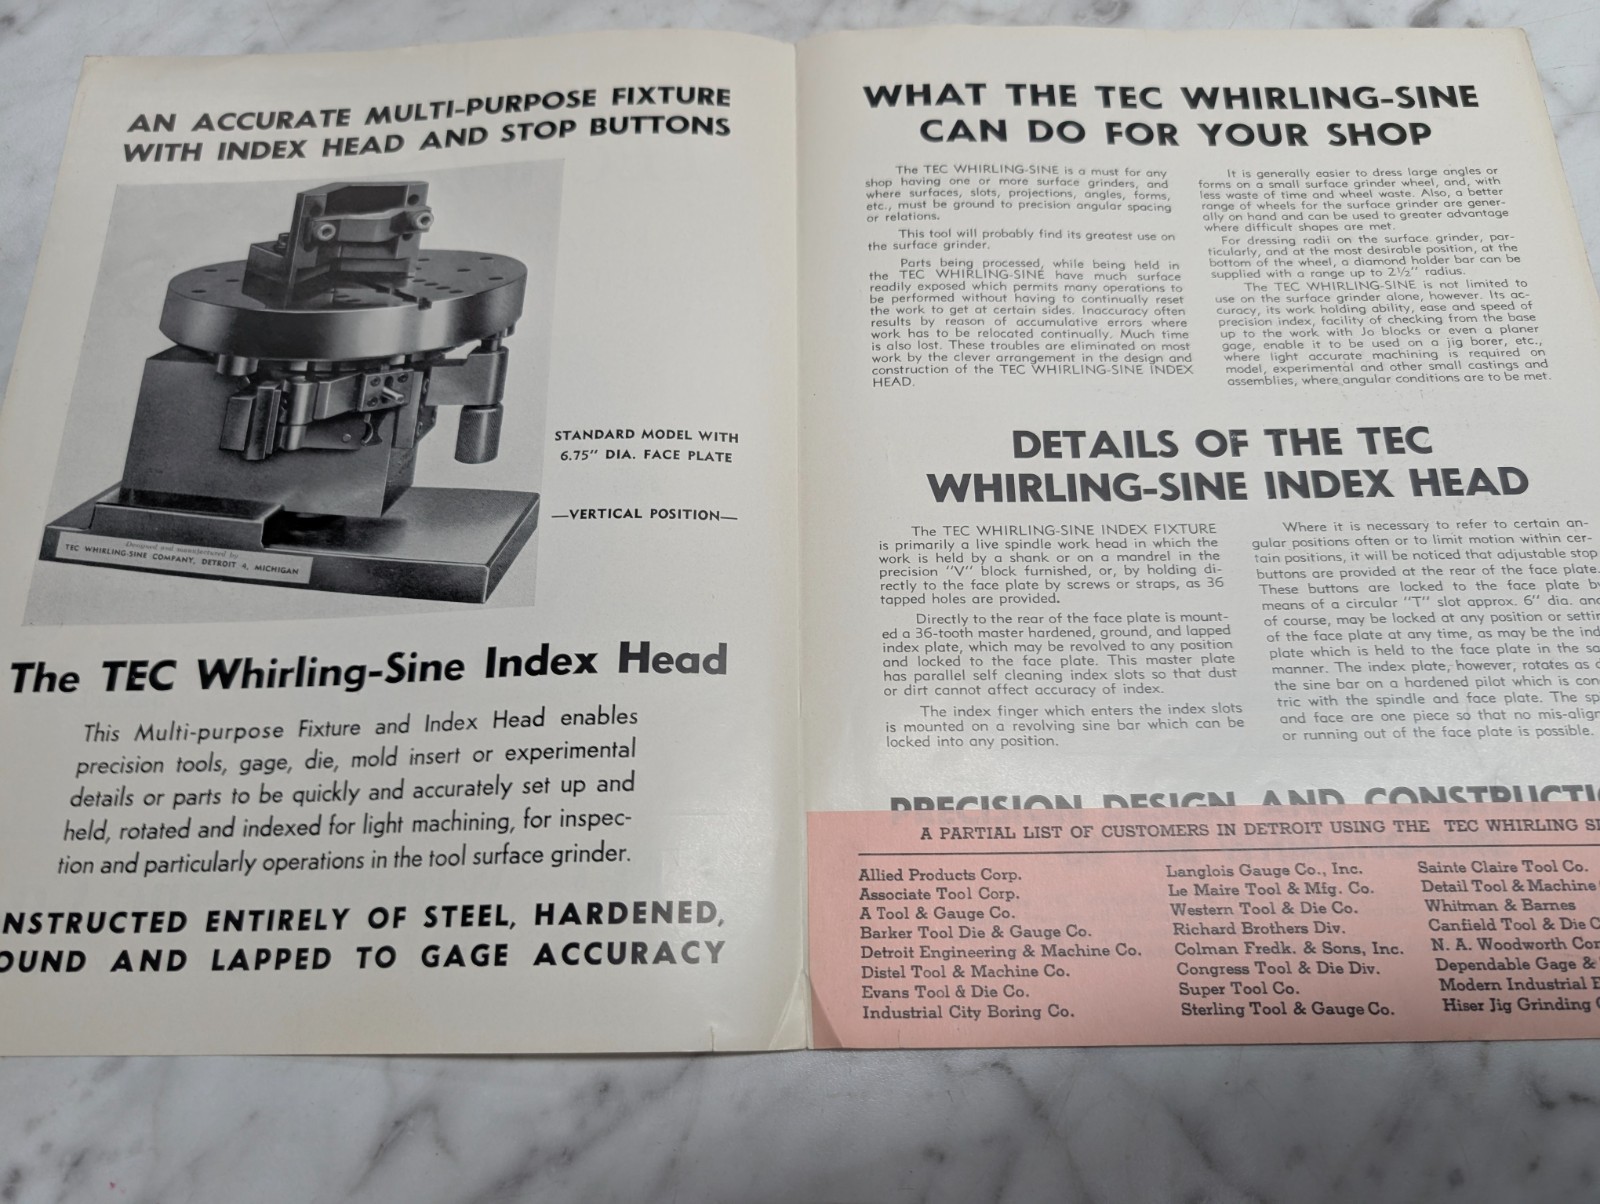 AN ACCURATE MULTI-PURPOSE FIXTURE
WITH INDEX HEAD AND STOP BUTTONS
STANDARD MODEL WITH
6.75" DIA. FACE PLATE
—VERTICAL POSITION—
Designed and manufactured by
TEC WHIRLING-SINE COMPANY, DETROIT 4, MICHIGAN
The TEC Whirling-Sine Index Head
This Multi-purpose Fixture and Index Head enables
precision tools, gage, die, mold insert or experimental
details or parts to be quickly and accurately set up and
held, rotated and indexed for light machining, for inspec-
tion and particularly operations in the tool surface grinder.
NSTRUCTED ENTIRELY OF STEEL, HARDENED,
OUND AND LAPPED TO GAGE ACCURACY
WHAT THE TEC WHIRLING-SINE
CAN DO FOR YOUR SHOP
The TEC WHIRLING-SINE is a must for any
shop having one or more surface grinders, and
where surfaces, slots, projections, angles, forms,
etc., must be ground to precision angular spacing
or relations.
This tool will probably find its greatest use on
the surface grinder.
Parts being processed, while being held in
the TEC WHIRLING-SINE have much surface
readily exposed which permits many operations to
be performed without having to continually reset
the work to get at certain sides. Inaccuracy often
results by reason of accumulative errors where
work has to be relocated continually. Much time
is also lost. These troubles are eliminated on most
work by the clever arrangement in the design and
construction of the TEC WHIRLING-SINE INDEX
HEAD.
It is generally easier to dress large angles or
forms on a small surface grinder wheel, and, with
less waste of time and wheel waste. Also, a better
range of wheels for the surface grinder are gener-
ally on hand and can be used to greater advantage
where difficult shapes are met.
For dressing radii on the surface grinder, par-
ticularly, and at the most desirable position, at the
bottom of the wheel, a diamond holder bar can be
supplied with a range up to 2½" radius.
The TEC WHIRLING-SINE is not limited to
use on the surface grinder alone, however. Its ac-
curacy, its work holding ability, ease and speed of
precision index, facility of checking from the base
up to the work with Jo blocks or even a planer
gage, enable it to be used on a jig borer, etc.,
where light accurate machining is required on
model, experimental and other small castings and
assemblies, where angular conditions are to be met.
DETAILS OF THE TEC
WHIRLING-SINE INDEX HEAD
The TEC WHIRLING-SINE INDEX FIXTURE
is primarily a live spindle work head in which the
work is held by a shank or on a mandrel in the
precision "V" block furnished, or, by holding di-
rectly to the face plate by screws or straps, as 36
tapped holes are provided.
Directly to the rear of the face plate is mount-
ed a 36-tooth master hardened, ground, and lapped
index plate, which may be revolved to any position
and locked to the face plate. This master plate
has parallel self cleaning index slots so that dust
or dirt cannot affect accuracy of index.
The index finger which enters the index slots
is mounted on a revolving sine bar which can be
locked into any position.
Where it is necessary to refer to certain an-
gular positions often or to limit motion within cer-
tain positions, it will be noticed that adjustable stop
buttons are provided at the rear of the face plate.
These buttons are locked to the face plate b
means of a circular "T" slot approx. 6" dia. and
of course, may be locked at any position or settin
of the face plate at any time, as may be the ind
plate which is held to the face plate in the sa
manner. The index plate, however, rotates as
the sine bar on a hardened pilot which is con
tric with the spindle and face plate. The sp
and face are one piece so that no mis-align
or running out of the face plate is possible.
PRECISION DESIGN AND CONSTRUCTI
A PARTIAL LIST OF CUSTOMERS IN DETROIT USING THE TEC WHIRLING SI
Allied Products Corp.
Associate Tool Corp.
A Tool & Gauge Co.
Barker Tool Die & Gauge Co.
Detroit Engineering & Machine Co.
Distel Tool & Machine Co.
Evans Tool & Die Co.
Industrial City Boring Co.
Langlois Gauge Co., Inc.
Le Maire Tool & Mfg. Co.
Western Tool & Die Co.
Richard Brothers Div.
Colman Fredk. & Sons, Inc.
Congress Tool & Die Div.
Super Tool Co.
Sterling Tool & Gauge Co.
Sainte Claire Tool Co.
Detail Tool & Machine
Whitman & Barnes
Canfield Tool & Die C
N. A. Woodworth Cor
Dependable Gage &
Modern Industrial E
Hiser Jig Grinding